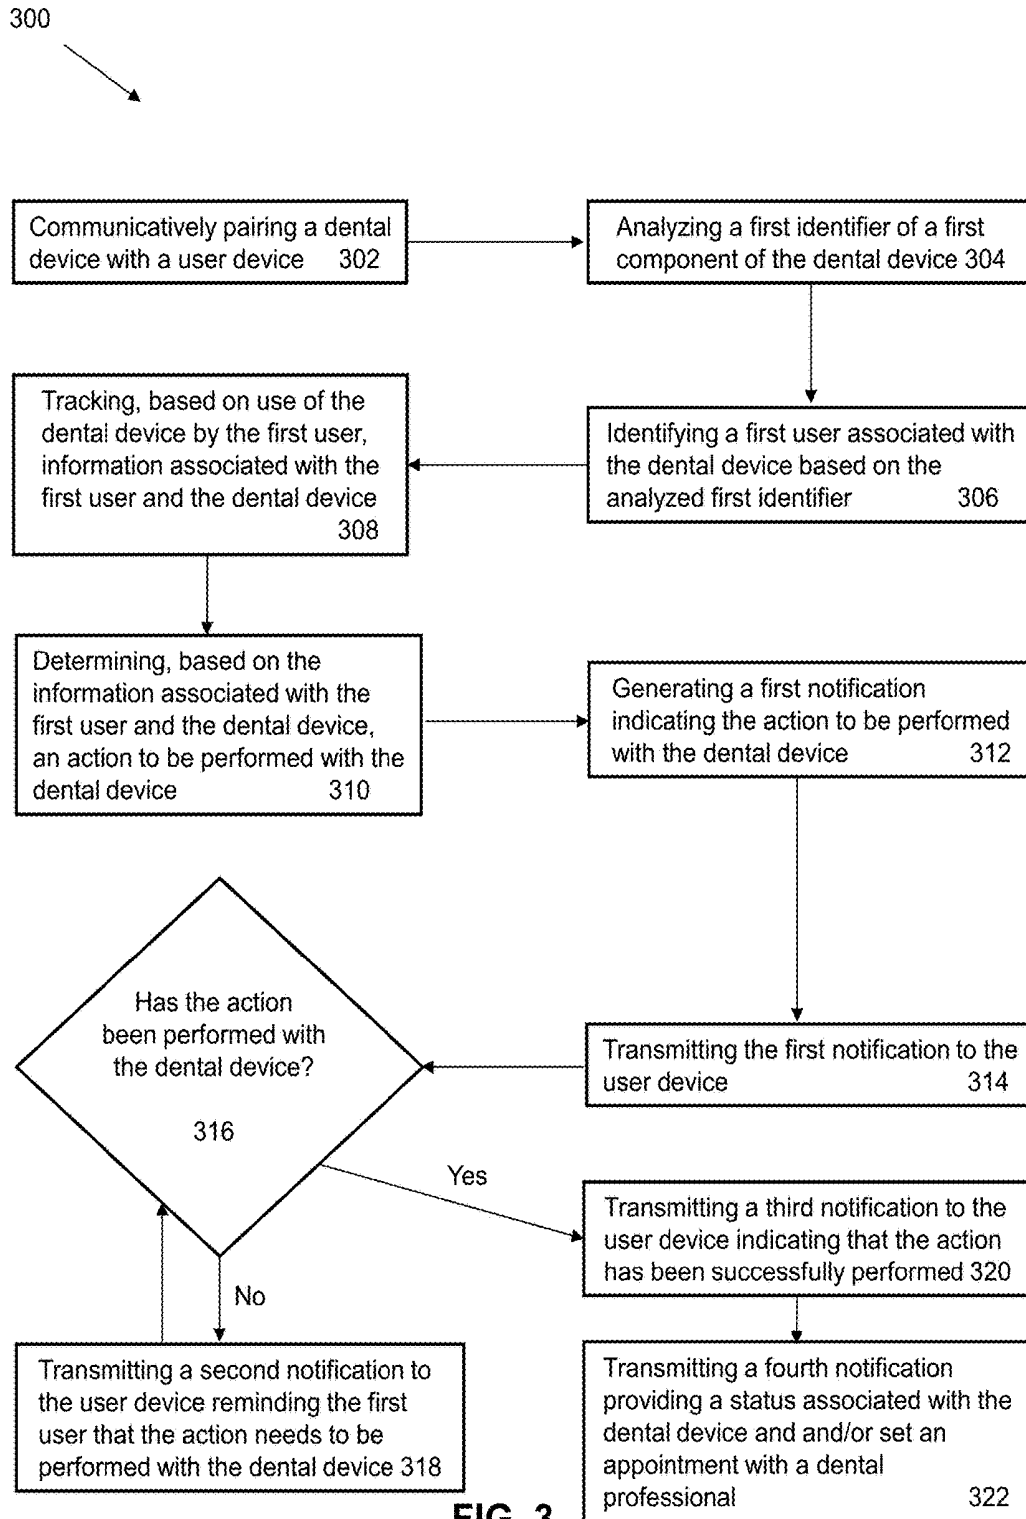 300
Communicatively pairing a dental
device with a user device 302
Analyzing a first identifier of a first
component of the dental device 304
Identifying a first user associated with
the dental device based on the
analyzed first identifier 306
Tracking, based on use of the
dental device by the first user,
information associated with the
first user and the dental device
308
Determining, based on the
information associated with the
first user and the dental device,
an action to be performed with the
dental device 310
Generating a first notification
indicating the action to be performed
with the dental device 312
Transmitting the first notification to the
user device 314
Has the action
been performed with
the dental device?
316
Yes
No
Transmitting a second notification to
the user device reminding the first
user that the action needs to be
performed with the dental device 318
Transmitting a third notification to the
user device indicating that the action
has been successfully performed 320
Transmitting a fourth notification
providing a status associated with the
dental device and and/or set an
appointment with a dental
professional 322
FIG. 3